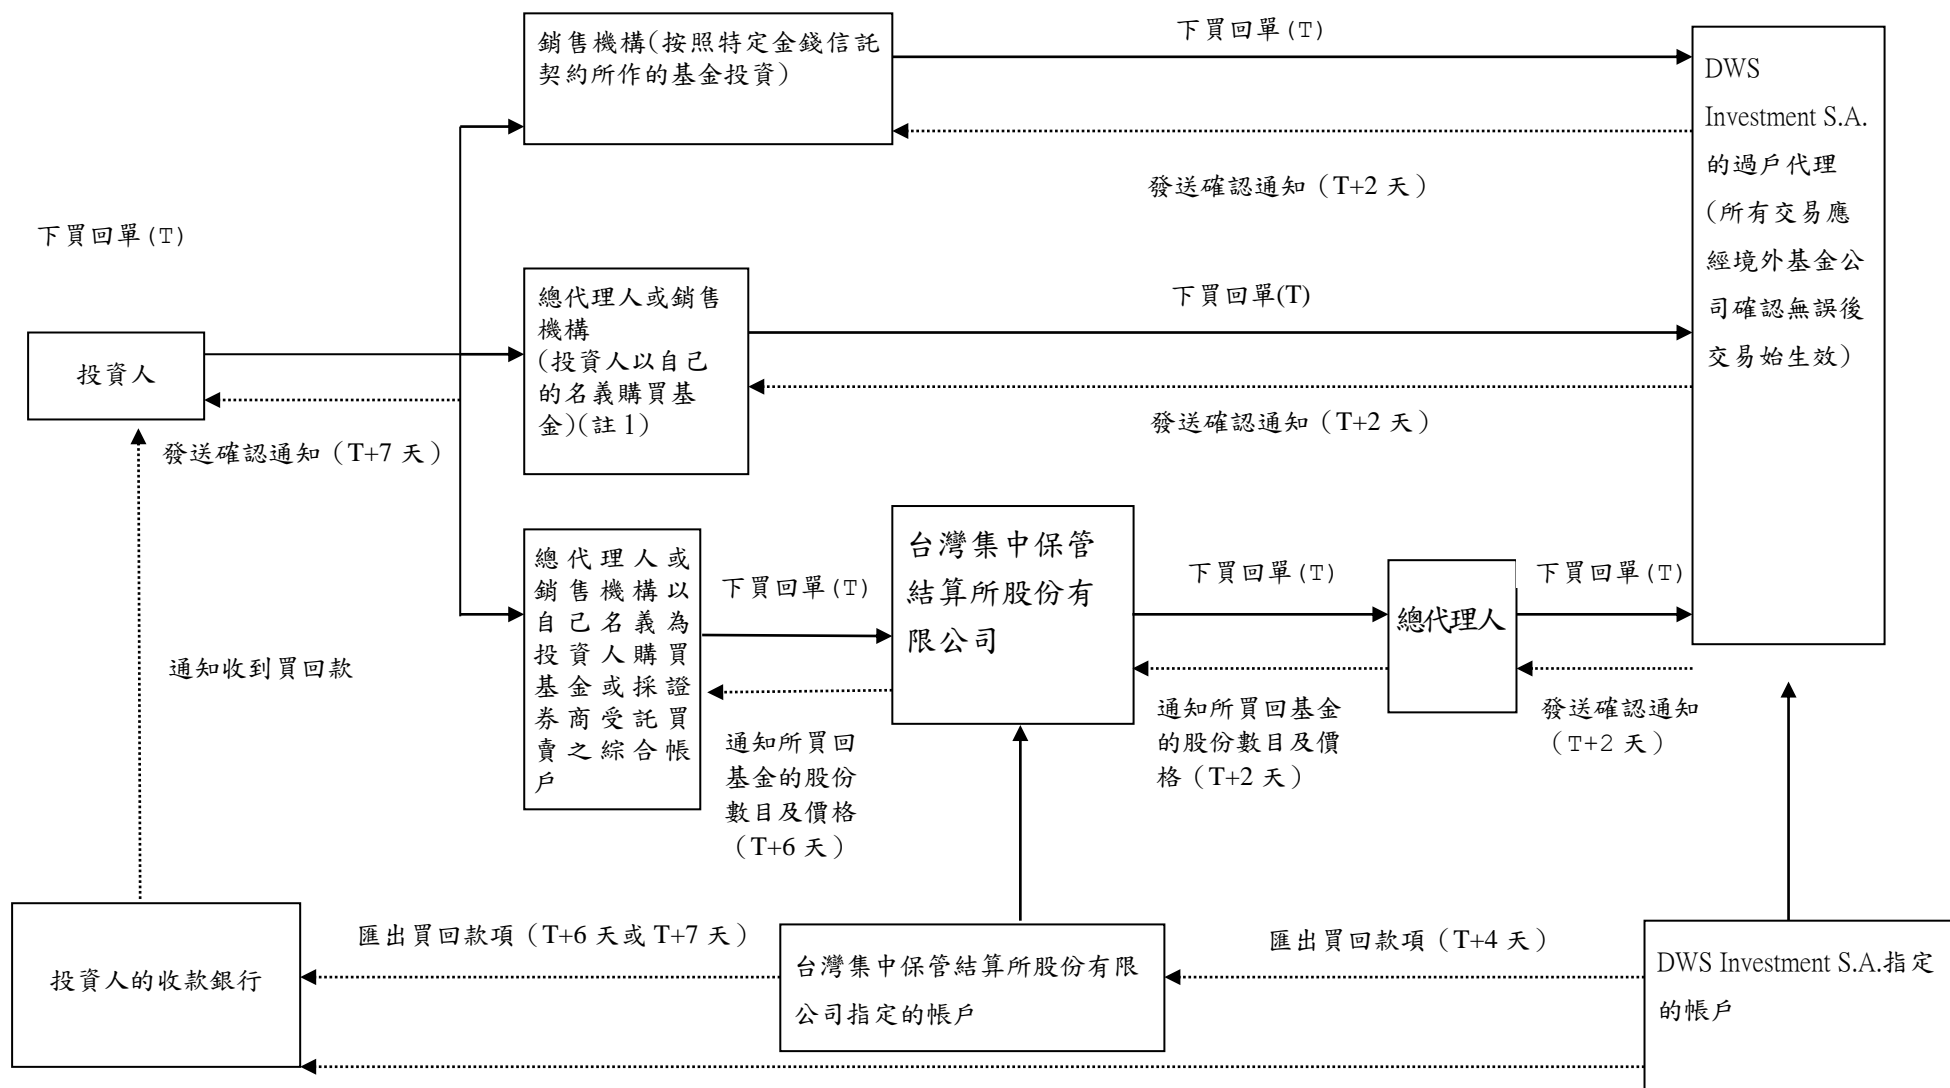 銷售機構(按照特定金錢信託
契約所作的基金投資)
下買回單(T)
DWS
Investment S.A.
的過戶代理
(所有交易應
經境外基金公
司確認無誤後
交易始生效)
發送確認通知（T+2 天）
下買回單(T)
總代理人或銷售
機構
(投資人以自己
的名義購買基
金)(註 1)
下買回單(T)
發送確認通知（T+2 天）
投資人
發送確認通知（T+7 天）
總代理人或
銷售機構以
自己名義為
投資人購買
基金或採證
券商受託買
賣之綜合帳
戶
下買回單(T)
台灣集中保管
結算所股份有
限公司
下買回單(T)
總代理人
下買回單(T)
通知收到買回款
通知所買回
基金的股份
數目及價格
（T+6 天）
通知所買回基金
的股份數目及價
格（T+2 天）
發送確認通知
（T+2 天）
投資人的收款銀行
匯出買回款項（T+6 天或 T+7 天）
台灣集中保管結算所股份有限
公司指定的帳戶
匯出買回款項（T+4 天）
DWS Investment S.A.指定
的帳戶